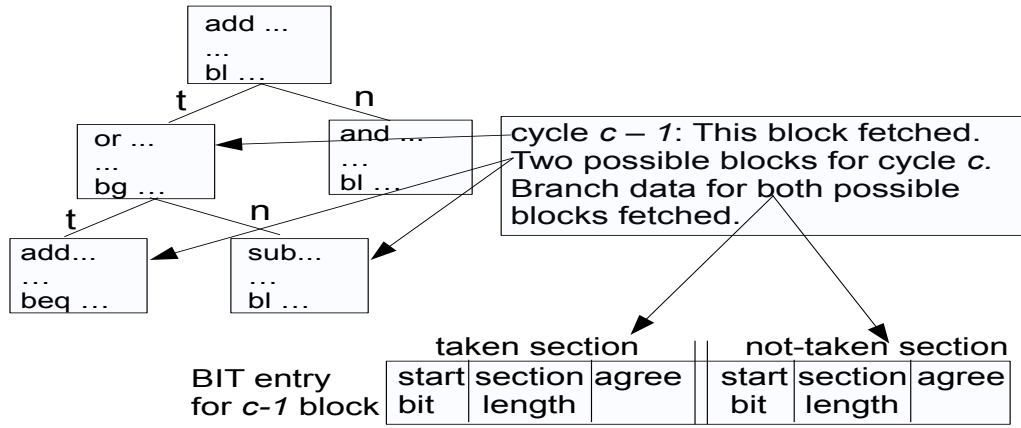 add ...
...
bl ...
t
n
or ...
...
bg ...
and ...
...
bl ...
cycle c – 1: This block fetched.
Two possible blocks for cycle c.
Branch data for both possible
blocks fetched.
t
n
add...
...
beq ...
sub...
...
bl ...
taken section
not-taken section
BIT entry
for c-1 block
start bit
section length
agree
start bit
section length
agree